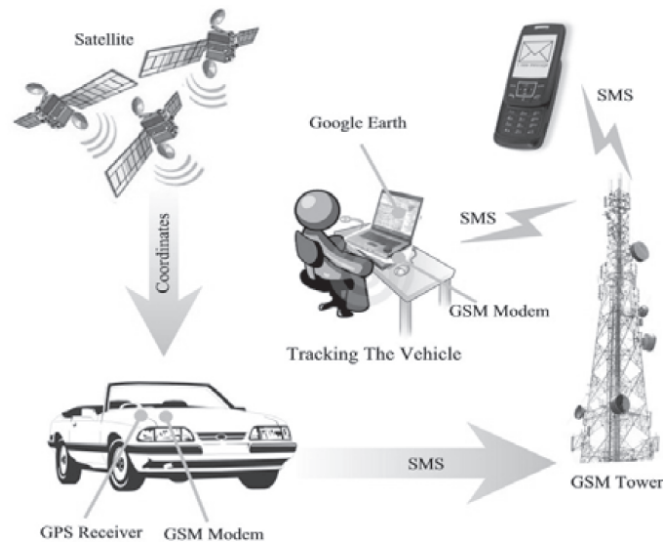 Satellite
SMS
Google Earth
SMS
Coordinates
GSM Modem
Tracking The Vehicle
SMS
GSM Tower
GPS Receiver
GSM Modem